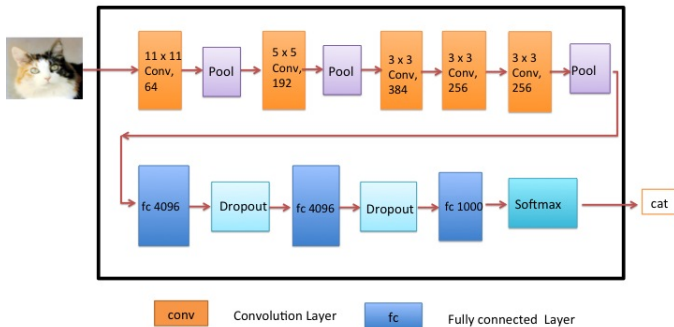 11 x 11
Conv,
64
Pool
5 x 5
Conv,
192
Pool
3 x 3
Conv,
384
3 x 3
Conv,
256
3 x 3
Conv,
256
Pool
fc 4096
Dropout
fc 4096
Dropout
fc 1000
Softmax
cat
conv
Convolution Layer
fc
Fully connected Layer